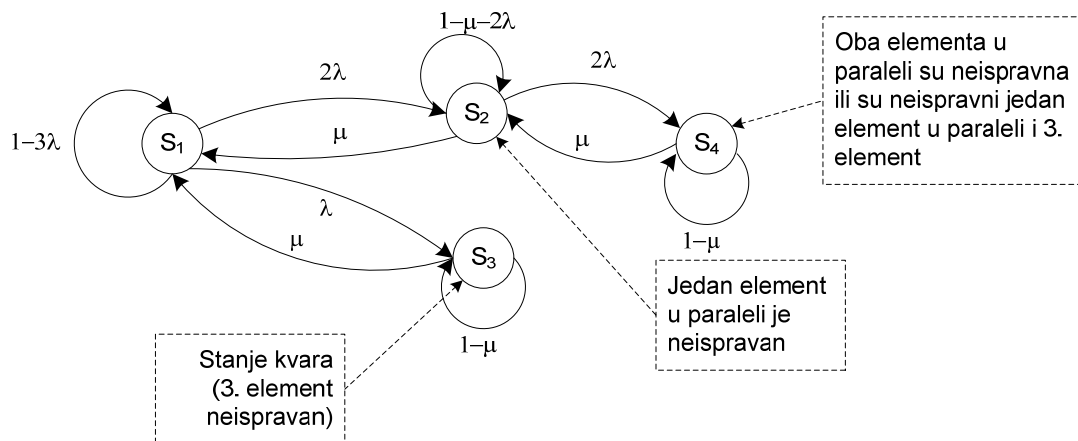 1−μ−2λ
2λ
2λ
Oba elementa u
paraleli su neispravna
ili su neispravni jedan
element u paraleli i 3.
element
1−3λ
S1
μ
S2
μ
S4
λ
μ
S3
1−μ
1−μ
Jedan element
u paraleli je
neispravan
Stanje kvara
(3. element
neispravan)